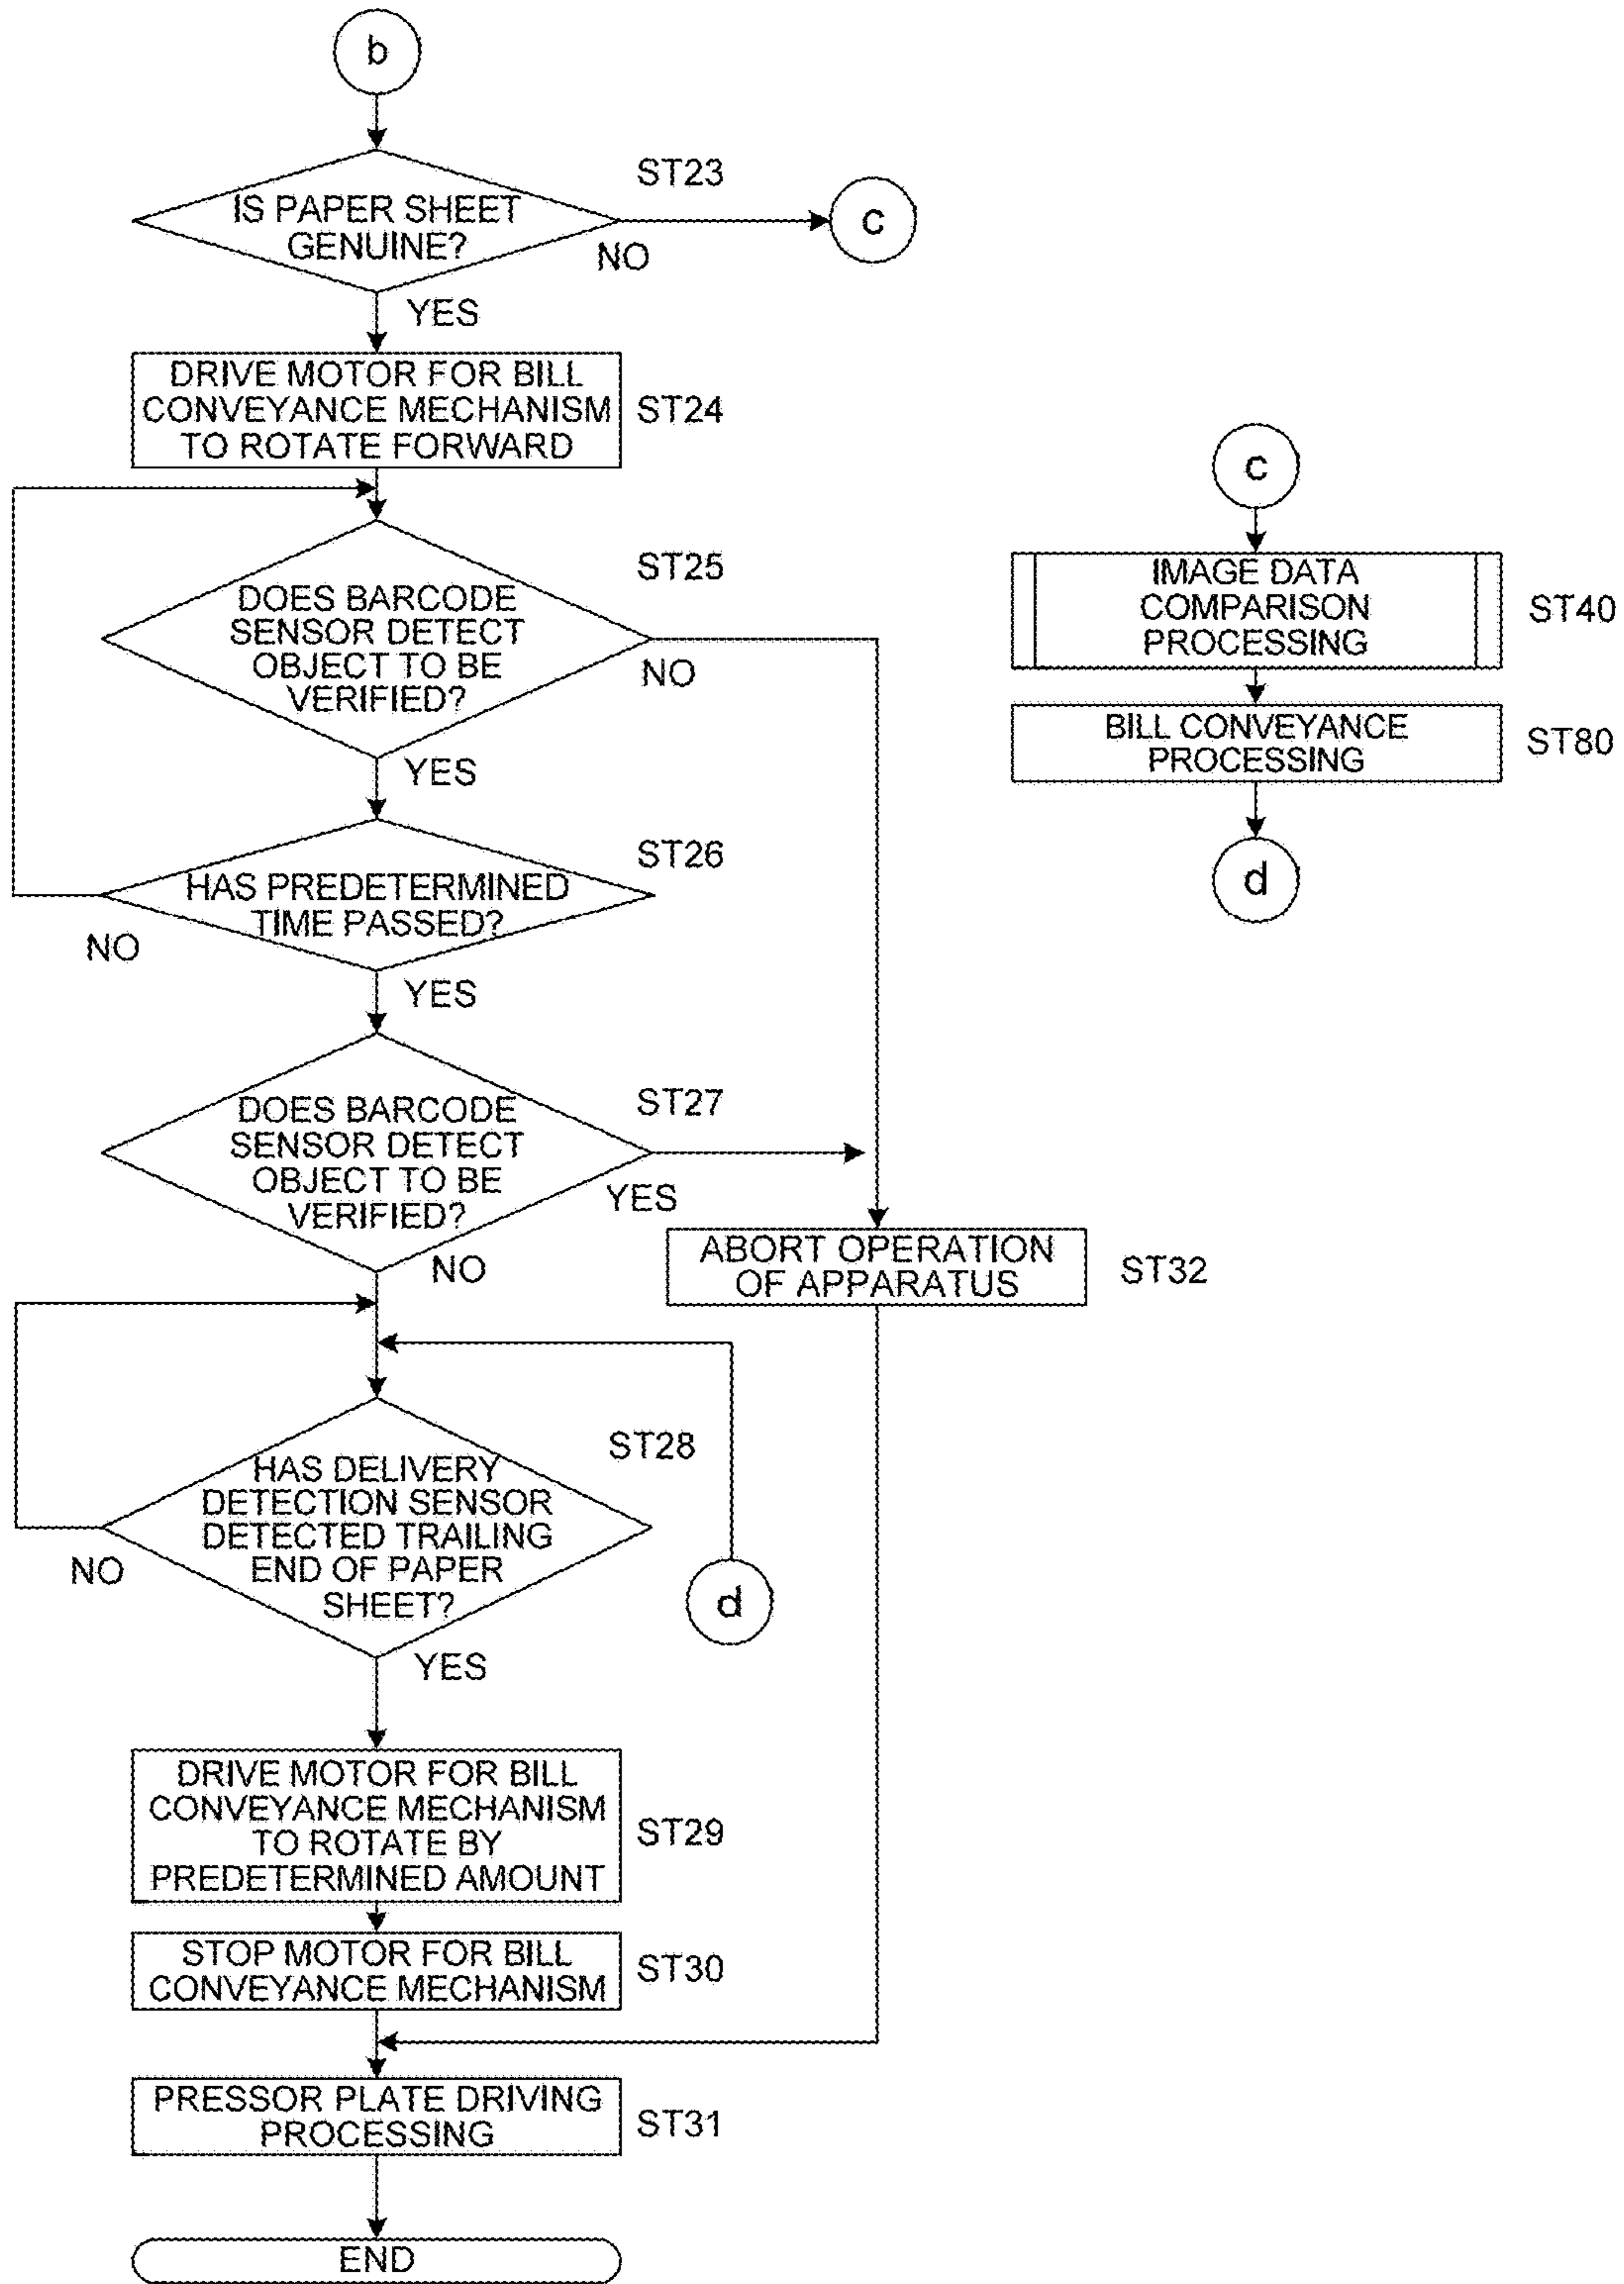 b
ST23
IS PAPER SHEET
GENUINE?
NO
c
YES
DRIVE MOTOR FOR BILL
CONVEYANCE MECHANISM
TO ROTATE FORWARD
ST24
ST25
DOES BARCODE
SENSOR DETECT
OBJECT TO BE
VERIFIED?
NO
YES
ST26
HAS PREDETERMINED
TIME PASSED?
NO
YES
ST27
DOES BARCODE
SENSOR DETECT
OBJECT TO BE
VERIFIED?
YES
NO
ABORT OPERATION
OF APPARATUS
ST32
ST28
HAS DELIVERY
DETECTION SENSOR
DETECTED TRAILING
END OF PAPER
SHEET?
NO
d
YES
DRIVE MOTOR FOR BILL
CONVEYANCE MECHANISM
TO ROTATE BY
PREDETERMINED AMOUNT
ST29
STOP MOTOR FOR BILL
CONVEYANCE MECHANISM
ST30
PRESSOR PLATE DRIVING
PROCESSING
ST31
END
c
IMAGE DATA
COMPARISON
PROCESSING
ST40
BILL CONVEYANCE
PROCESSING
ST80
d